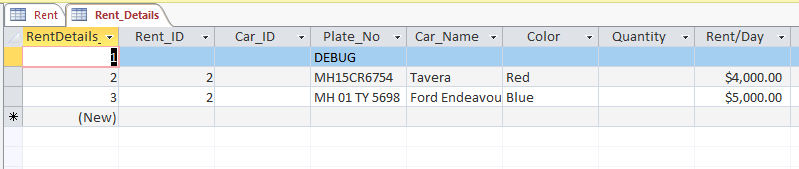 Rent Rent_Details
RentDetails_ Rent_ID Car_ID Plate_No Car_Name Color Quantity Rent/Day
1 DEBUG
2 2 MH15CR6754 Tavera Red $4,000.00
3 2 MH 01 TY 5698 Ford Endeavou Blue $5,000.00
(New)